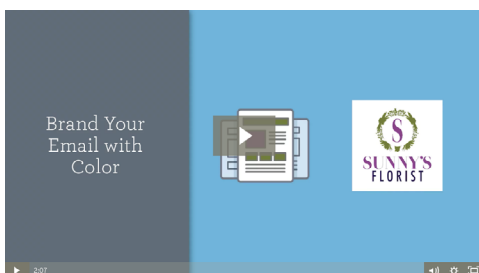 Brand Your
Email with
Color
S
SUNNY'S
FLORIST
2:07